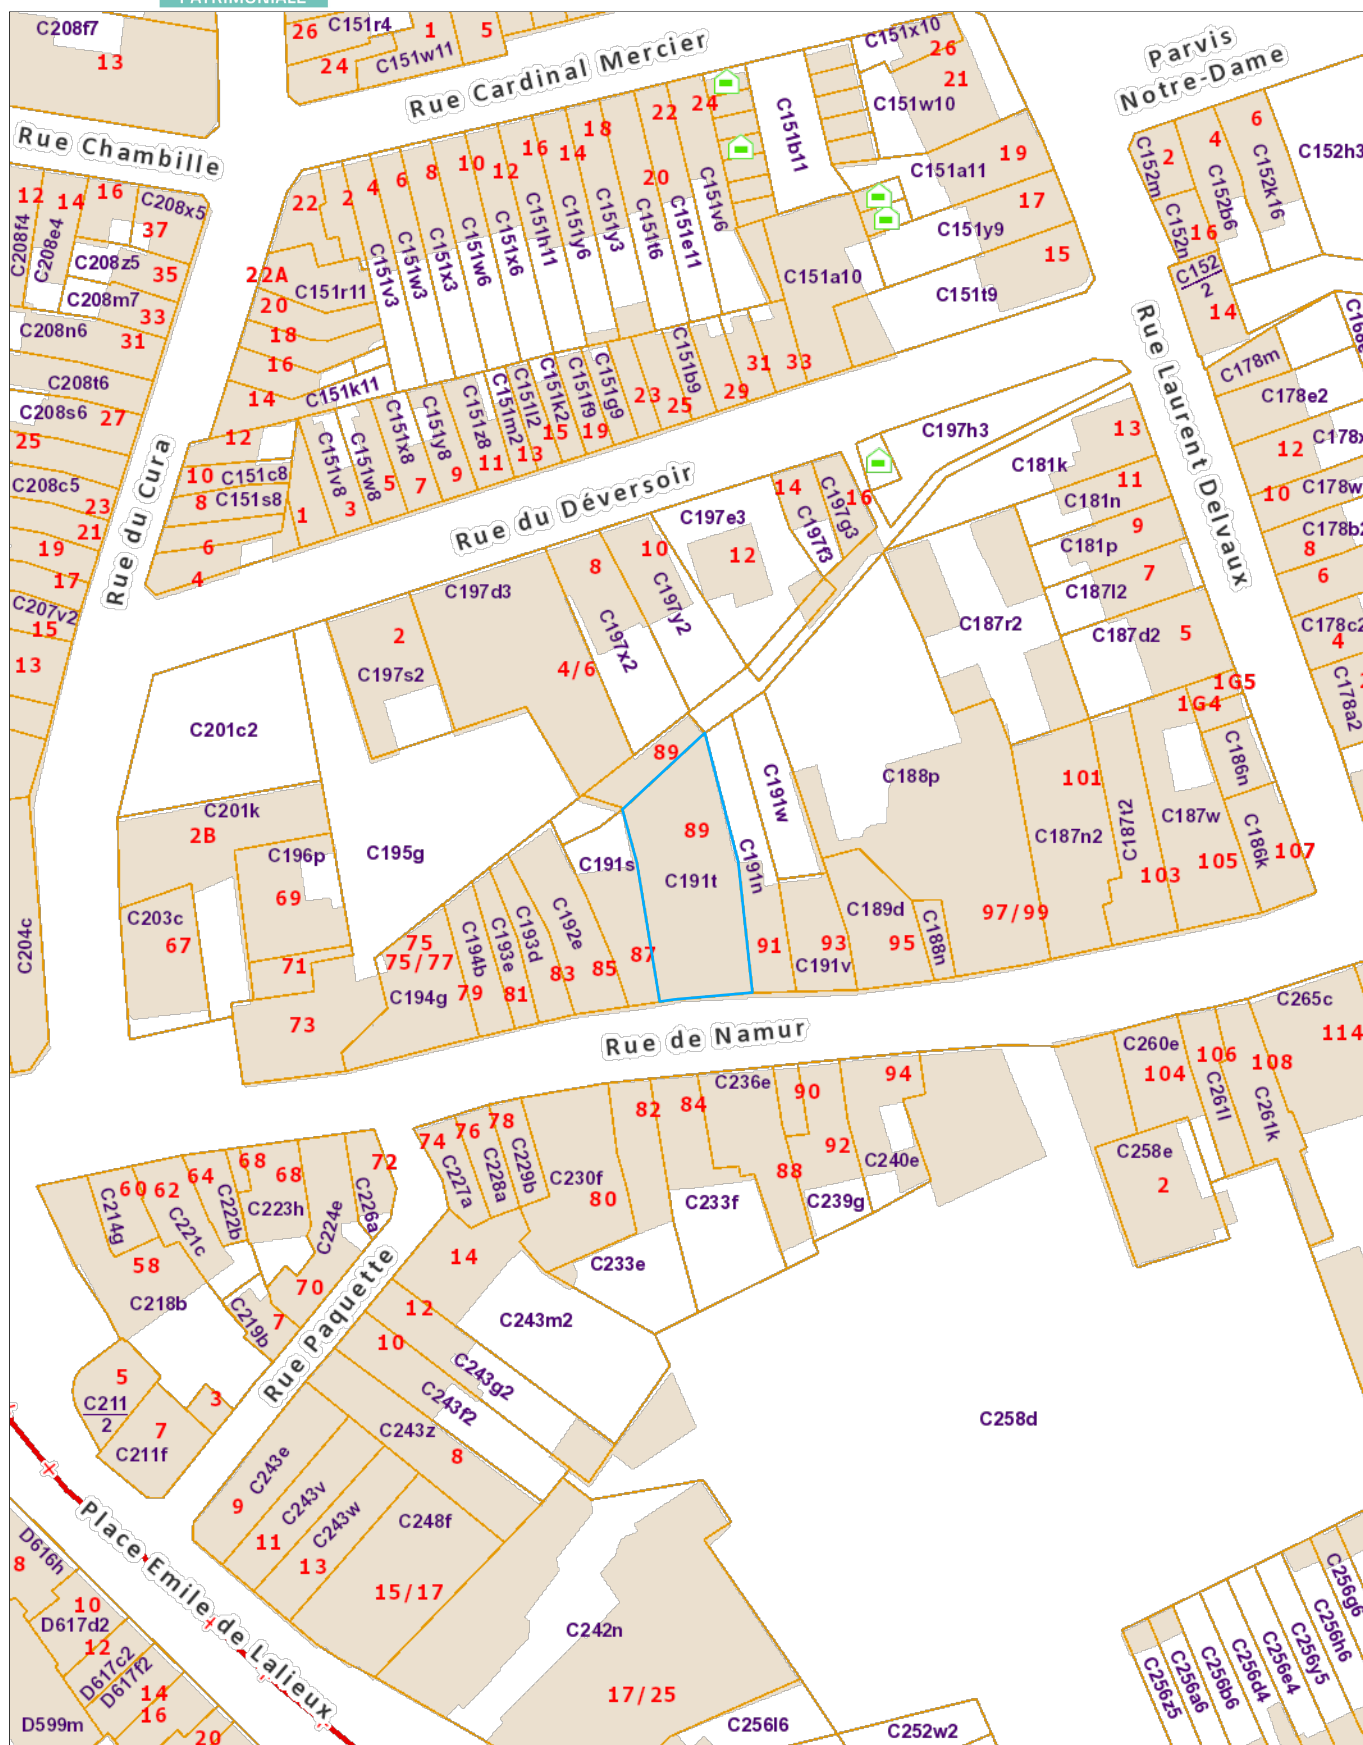 PATRIMONIALE
C208f7
13
26
C151r4
1
5
24
C151w11
Rue Cardinal Mercier
C151x10
26
21
C151w10
Parvis
Notre-Dame
Rue Chambille
22
24
C151b11
C151a11
19
17
C151y9
15
C151t9
C152m
2
4
6
C152b6
C152k16
C152h3
C152n
16
C152
2
14
12
14
16
C208x5
37
C208f4
C208e4
C208z5
35
C208m7
33
C208n6
31
C208t6
C208s6
27
25
C208c5
23
21
19
17
C207v2
15
13
22
2
4
6
8
10
12
16
14
18
20
C151v3
C151w3
C151x3
C151w6
C151x6
C151h11
C151y6
C151y3
C151t6
C151e11
C151v6
C151a10
22A
C151r11
20
18
16
14
C151k11
12
10
C151c8
8
C151s8
6
4
1
C151v8
3
C151w8
5
C151x8
7
C151y8
9
C151z8
11
C151m2
13
C151l2
C151k2
15
C151f9
19
C151g9
23
25
C151b9
29
31
33
Rue du Cura
Rue du Déversoir
Rue Laurent Delvaux
C178m
C178e2
12
C178w
10
8
6
C178c2
4
C178a2
C197h3
C181k
13
11
C181n
9
C181p
7
C187l2
C187d2
5
1G5
1G4
C187r2
C197e3
12
14
C197f3
C197g3
16
10
8
C197y2
C197x2
C197d3
4/6
2
C197s2
C201c2
C201k
2B
C196p
69
C195g
C203c
67
71
73
C204c
89
89
C191t
C191s
C191n
C191w
C188p
101
C187n2
C187t2
C187w
C186n
C186k
107
105
103
97/99
C189d
95
C188n
93
C191v
91
87
85
C192e
83
C193d
81
C193e
79
C194b
75
75/77
C194g
Rue de Namur
C265c
114
C260e
104
106
108
C261l
C261k
C258e
2
94
90
C236e
84
82
92
88
C240e
C239g
C233f
C233e
C230f
80
78
76
74
C229b
C228a
C227a
72
C226a
C224e
68
68
C223h
64
C222b
62
60
C221c
C214g
58
C218b
70
7
C219b
Rue Paquette
14
12
10
C243m2
C243g2
C243f2
C243z
8
C243e
9
C243v
11
C243w
13
C248f
15/17
5
C211
2
7
3
C211f
C258d
Place Emile de Lalieux
D616h
8
10
D617d2
12
D617c2
D617f2
14
16
20
D599m
C242n
17/25
C256l6
C252w2
C256z5
C256a6
C256b6
C256d4
C256e4
C256y5
C256h6
C256g6